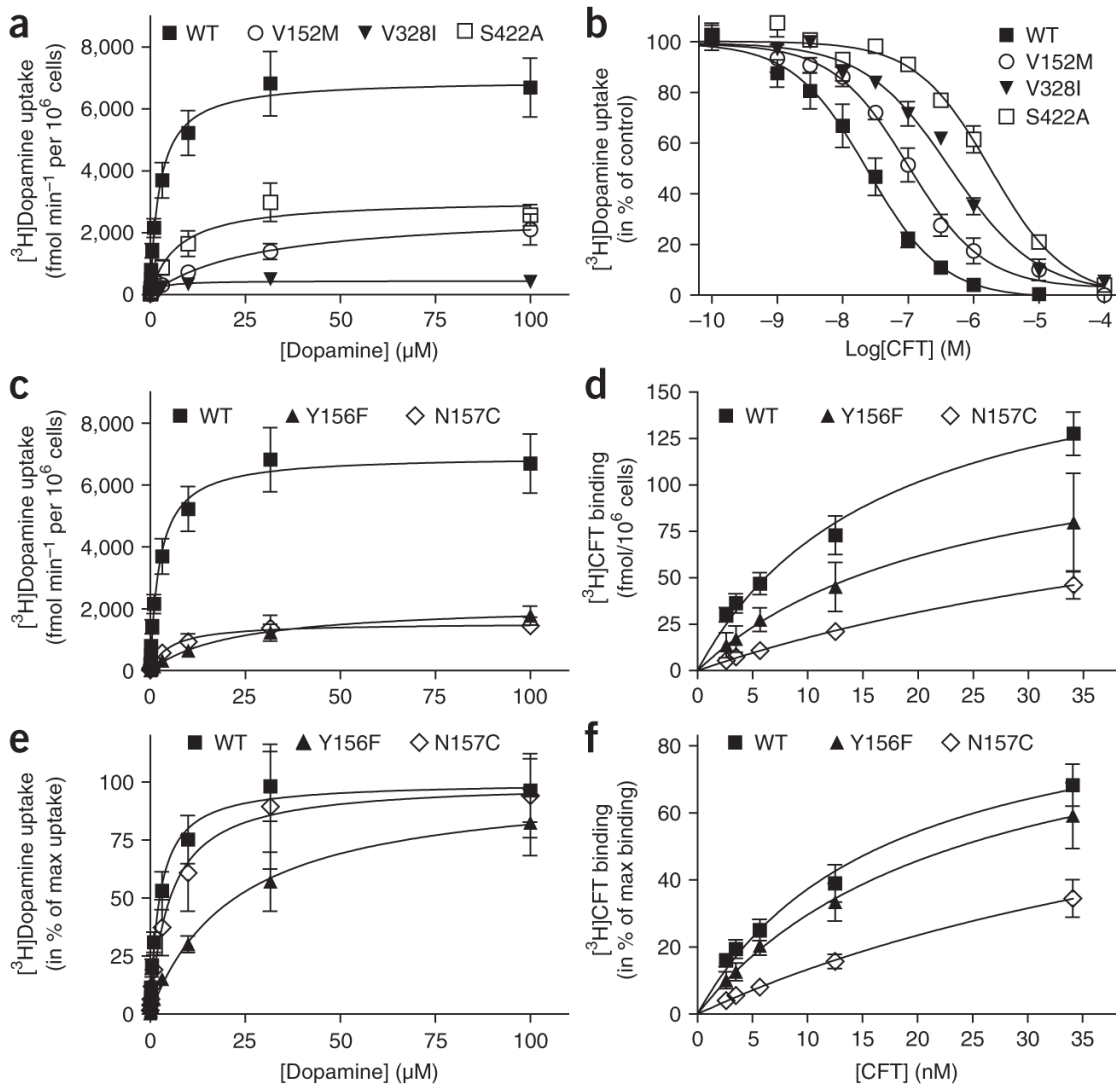 a
WT V152M V328I S422A
[³H]Dopamine uptake
(fmol min⁻¹ per 10⁶ cells)
8,000
6,000
4,000
2,000
0
0 25 50 75 100
[Dopamine] (µM)
b
WT
V152M
V328I
S422A
[³H]Dopamine uptake
(in % of control)
100
80
60
40
20
0
–10 –9 –8 –7 –6 –5 –4
Log[CFT] (M)
c
WT Y156F N157C
[³H]Dopamine uptake
(fmol min⁻¹ per 10⁶ cells)
8,000
6,000
4,000
2,000
0
0 25 50 75 100
d
WT Y156F N157C
[³H]CFT binding
(fmol/10⁶ cells)
150
125
100
75
50
25
0
0 5 10 15 20 25 30 35
e
WT Y156F N157C
[³H]Dopamine uptake
(in % of max uptake)
100
75
50
25
0
0 25 50 75 100
[Dopamine] (µM)
f
WT Y156F N157C
[³H]CFT binding
(in % of max binding)
80
60
40
20
0
0 5 10 15 20 25 30 35
[CFT] (nM)